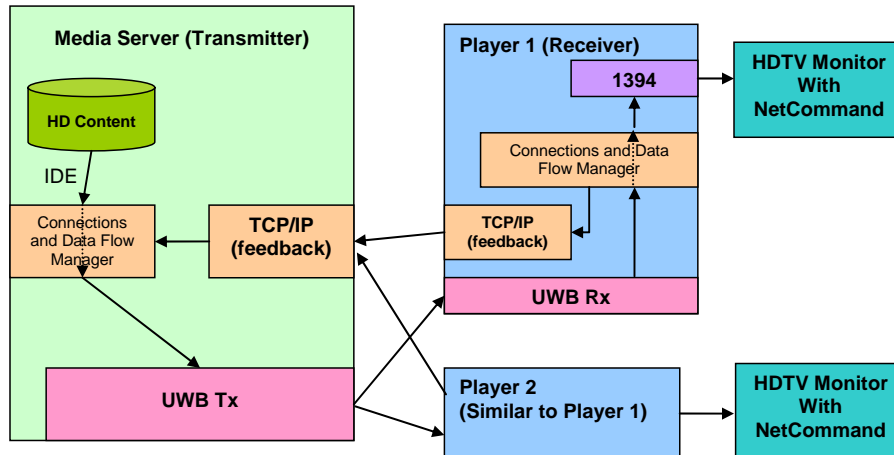 Media Server (Transmitter)
HD Content
IDE
Connections
and Data Flow
Manager
TCP/IP
(feedback)
UWB Tx
Player 1 (Receiver)
1394
Connections and Data
Flow Manager
TCP/IP
(feedback)
UWB Rx
HDTV Monitor
With
NetCommand
Player 2
(Similar to Player 1)
HDTV Monitor
With
NetCommand